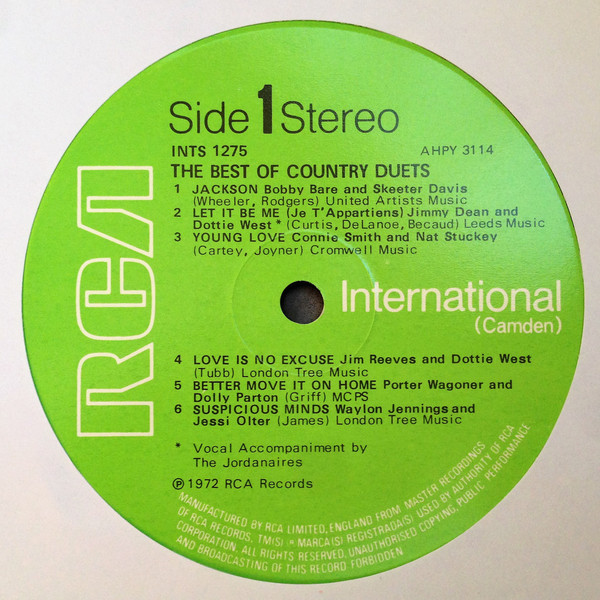 Side 1 Stereo
INTS 1275
AHPY 3114
THE BEST OF COUNTRY DUETS
1 JACKSON Bobby Bare and Skeeter Davis
(Wheeler, Rodgers) United Artists Music
2 LET IT BE ME (Je T'Appartiens) Jimmy Dean and
Dottie West * (Curtis, DeLanoe, Becaud) Leeds Music
3 YOUNG LOVE Connie Smith and Nat Stuckey
(Cartey, Joyner) Cromwell Music
RCA
International
(Camden)
4 LOVE IS NO EXCUSE Jim Reeves and Dottie West
(Tubb) London Tree Music
5 BETTER MOVE IT ON HOME Porter Wagoner and
Dolly Parton (Griff) MCPS
6 SUSPICIOUS MINDS Waylon Jennings and
Jessi Olter (James) London Tree Music
* Vocal Accompaniment by
The Jordanaires
℗ 1972 RCA Records
MANUFACTURED BY RCA LIMITED, ENGLAND FROM MASTER RECORDINGS
OF RCA RECORDS, TM(S) ® MARCA(S) REGISTRADA(S) USED BY AUTHORITY OF RCA
CORPORATION. ALL RIGHTS RESERVED. UNAUTHORISED COPYING, PUBLIC PERFORMANCE
AND BROADCASTING OF THIS RECORD FORBIDDEN